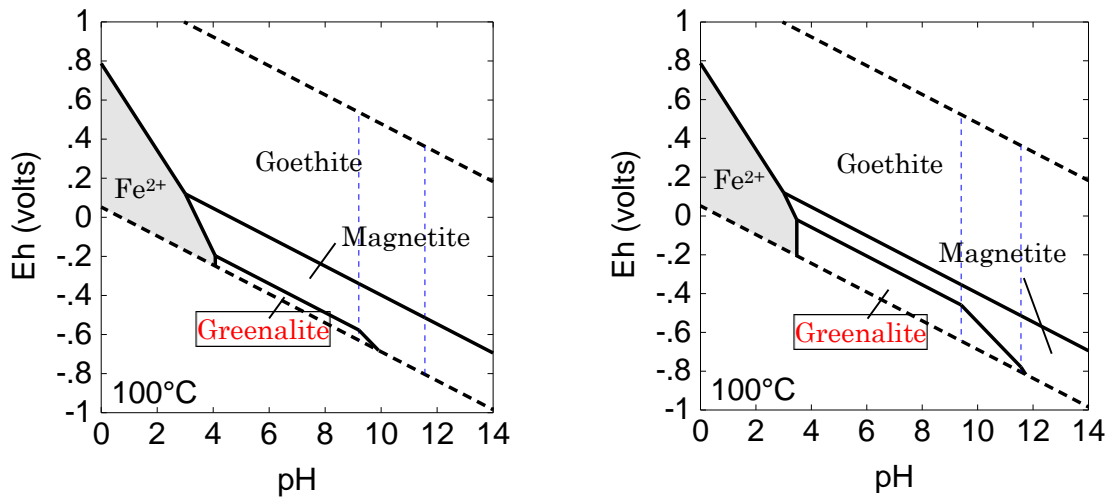 1
.8
.6
.4
.2
0
-.2
-.4
-.6
-.8
-1
Eh (volts)
Fe²⁺
Goethite
Magnetite
Greenalite
100°C
0 2 4 6 8 10 12 14
pH
1
.8
.6
.4
.2
0
-.2
-.4
-.6
-.8
-1
Eh (volts)
Fe²⁺
Goethite
Magnetite
Greenalite
100°C
0 2 4 6 8 10 12 14
pH